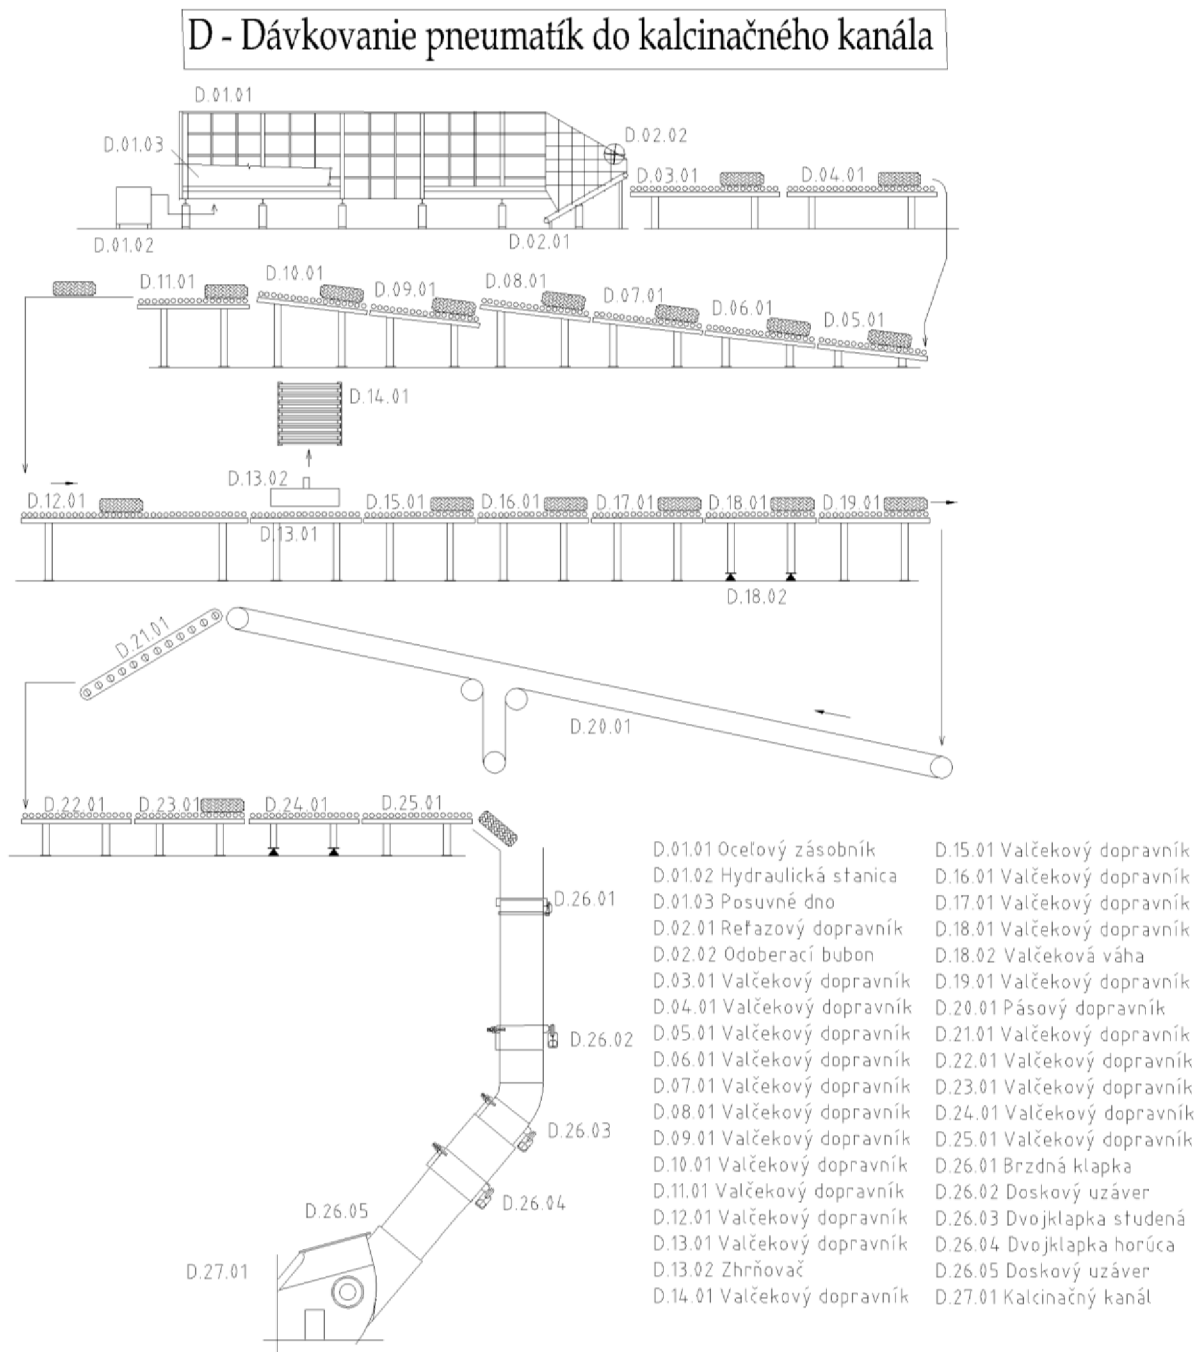 D - Dávkovanie pneumatík do kalcinačného kanála
D.01.01
D.01.03
D.02.02
D.03.01
D.04.01
D.01.02
D.02.01
D.11.01
D.10.01
D.09.01
D.08.01
D.07.01
D.06.01
D.05.01
D.14.01
D.13.02
D.12.01
D.13.01
D.15.01
D.16.01
D.17.01
D.18.01
D.19.01
D.18.02
D.21.01
D.20.01
D.22.01
D.23.01
D.24.01
D.25.01
D.26.01
D.26.02
D.26.03
D.26.04
D.26.05
D.27.01
D.01.01 Oceľový zásobník
D.01.02 Hydraulická stanica
D.01.03 Posuvné dno
D.02.01 Reťazový dopravník
D.02.02 Odoberací bubon
D.03.01 Valčekový dopravník
D.04.01 Valčekový dopravník
D.05.01 Valčekový dopravník
D.06.01 Valčekový dopravník
D.07.01 Valčekový dopravník
D.08.01 Valčekový dopravník
D.09.01 Valčekový dopravník
D.10.01 Valčekový dopravník
D.11.01 Valčekový dopravník
D.12.01 Valčekový dopravník
D.13.01 Valčekový dopravník
D.13.02 Zhrňovač
D.14.01 Valčekový dopravník
D.15.01 Valčekový dopravník
D.16.01 Valčekový dopravník
D.17.01 Valčekový dopravník
D.18.01 Valčekový dopravník
D.18.02 Valčeková váha
D.19.01 Valčekový dopravník
D.20.01 Pásový dopravník
D.21.01 Valčekový dopravník
D.22.01 Valčekový dopravník
D.23.01 Valčekový dopravník
D.24.01 Valčekový dopravník
D.25.01 Valčekový dopravník
D.26.01 Brzdná klapka
D.26.02 Doskový uzáver
D.26.03 Dvojklapka studená
D.26.04 Dvojklapka horúca
D.26.05 Doskový uzáver
D.27.01 Kalcinačný kanál